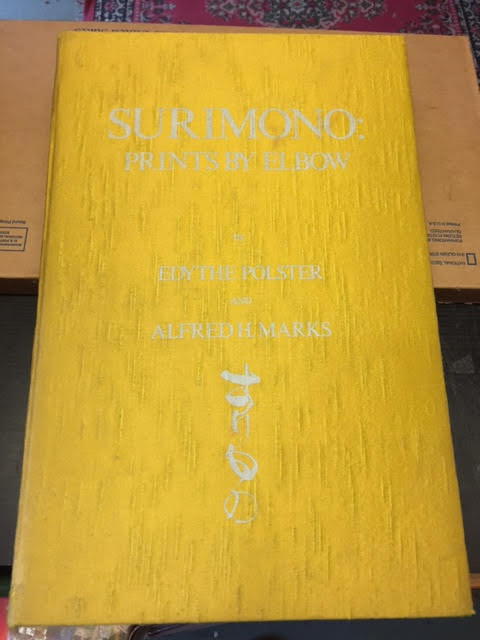 SURIMONO:
PRINTS BY ELBOW
BY
EDYTHE POLSTER
AND
ALFRED H. MARKS